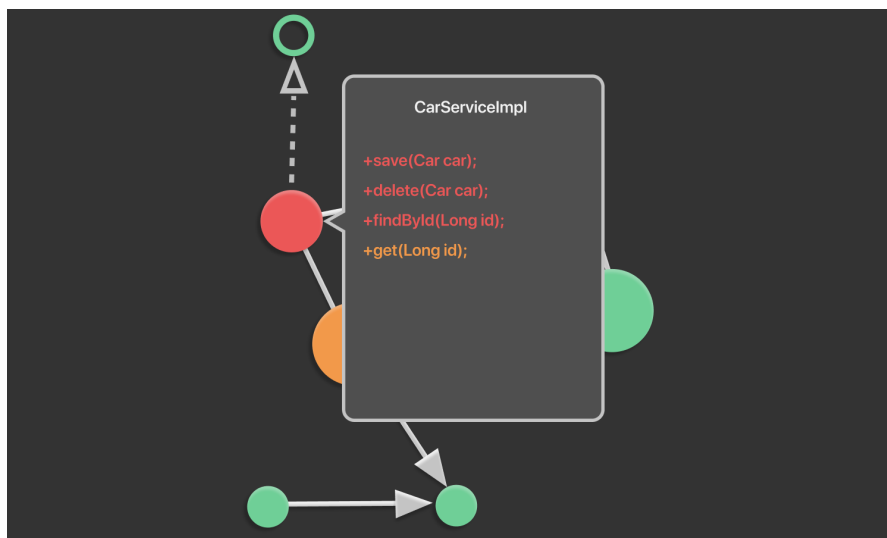 CarServiceImpl
+save(Car car);
+delete(Car car);
+findById(Long id);
+get(Long id);